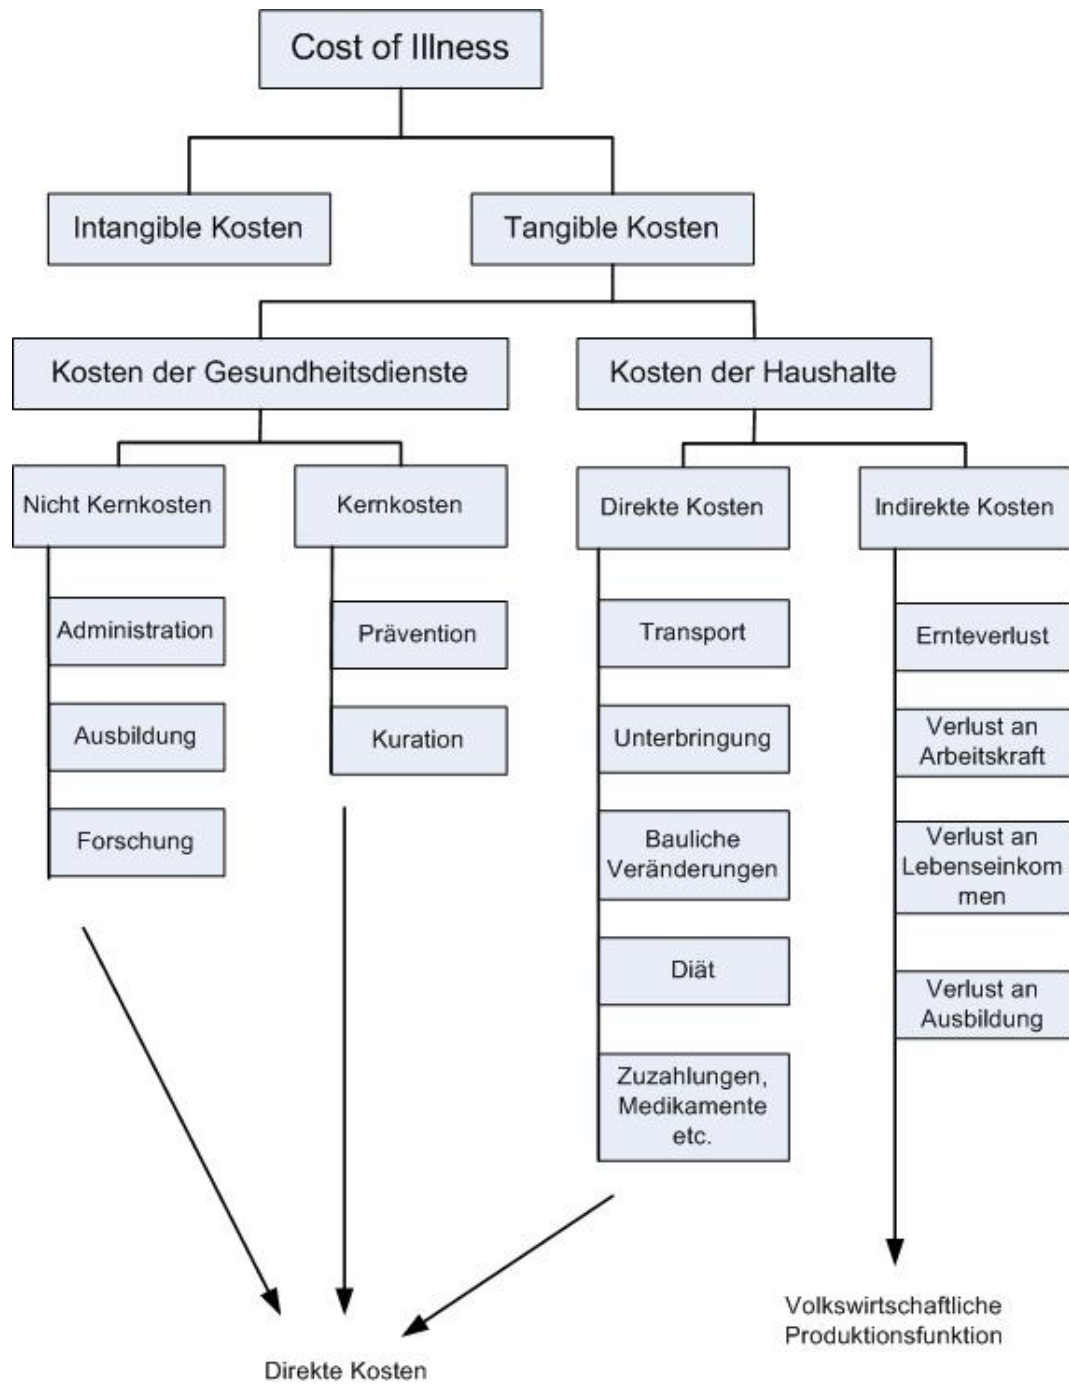 Cost of Illness
Intangible Kosten
Tangible Kosten
Kosten der Gesundheitsdienste
Kosten der Haushalte
Nicht Kernkosten
Kernkosten
Direkte Kosten
Indirekte Kosten
Administration
Ausbildung
Forschung
Prävention
Kuration
Transport
Unterbringung
Bauliche
Veränderungen
Diät
Zuzahlungen,
Medikamente
etc.
Ernteverlust
Verlust an
Arbeitskraft
Verlust an
Lebenseinkom
men
Verlust an
Ausbildung
Direkte Kosten
Volkswirtschaftliche
Produktionsfunktion